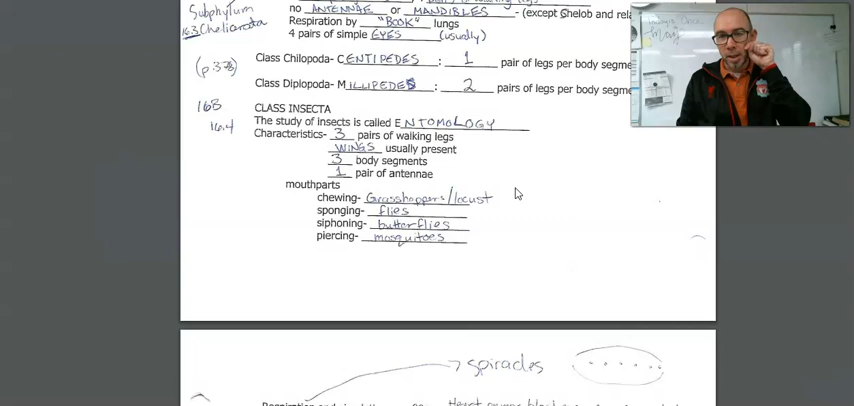 Subphylum
16.3 Chelicerata
no ANTENNAE or MANDIBLES - (except Shelob and rela
Respiration by "BOOK" lungs
4 pairs of simple EYES (usually)
(p 378)
Class Chilopoda- CENTIPEDES : 1 pair of legs per body segment
Class Diplopoda- MILLIPEDES : 2 pairs of legs per body segme
16B
CLASS INSECTA
16.4
The study of insects is called ENTOMOLOGY
Characteristics- 3 pairs of walking legs
WINGS usually present
3 body segments
1 pair of antennae
mouthparts
chewing- Grasshoppers/locust
sponging- flies
siphoning- butterflies
piercing- mosquitoes
→ spiracles